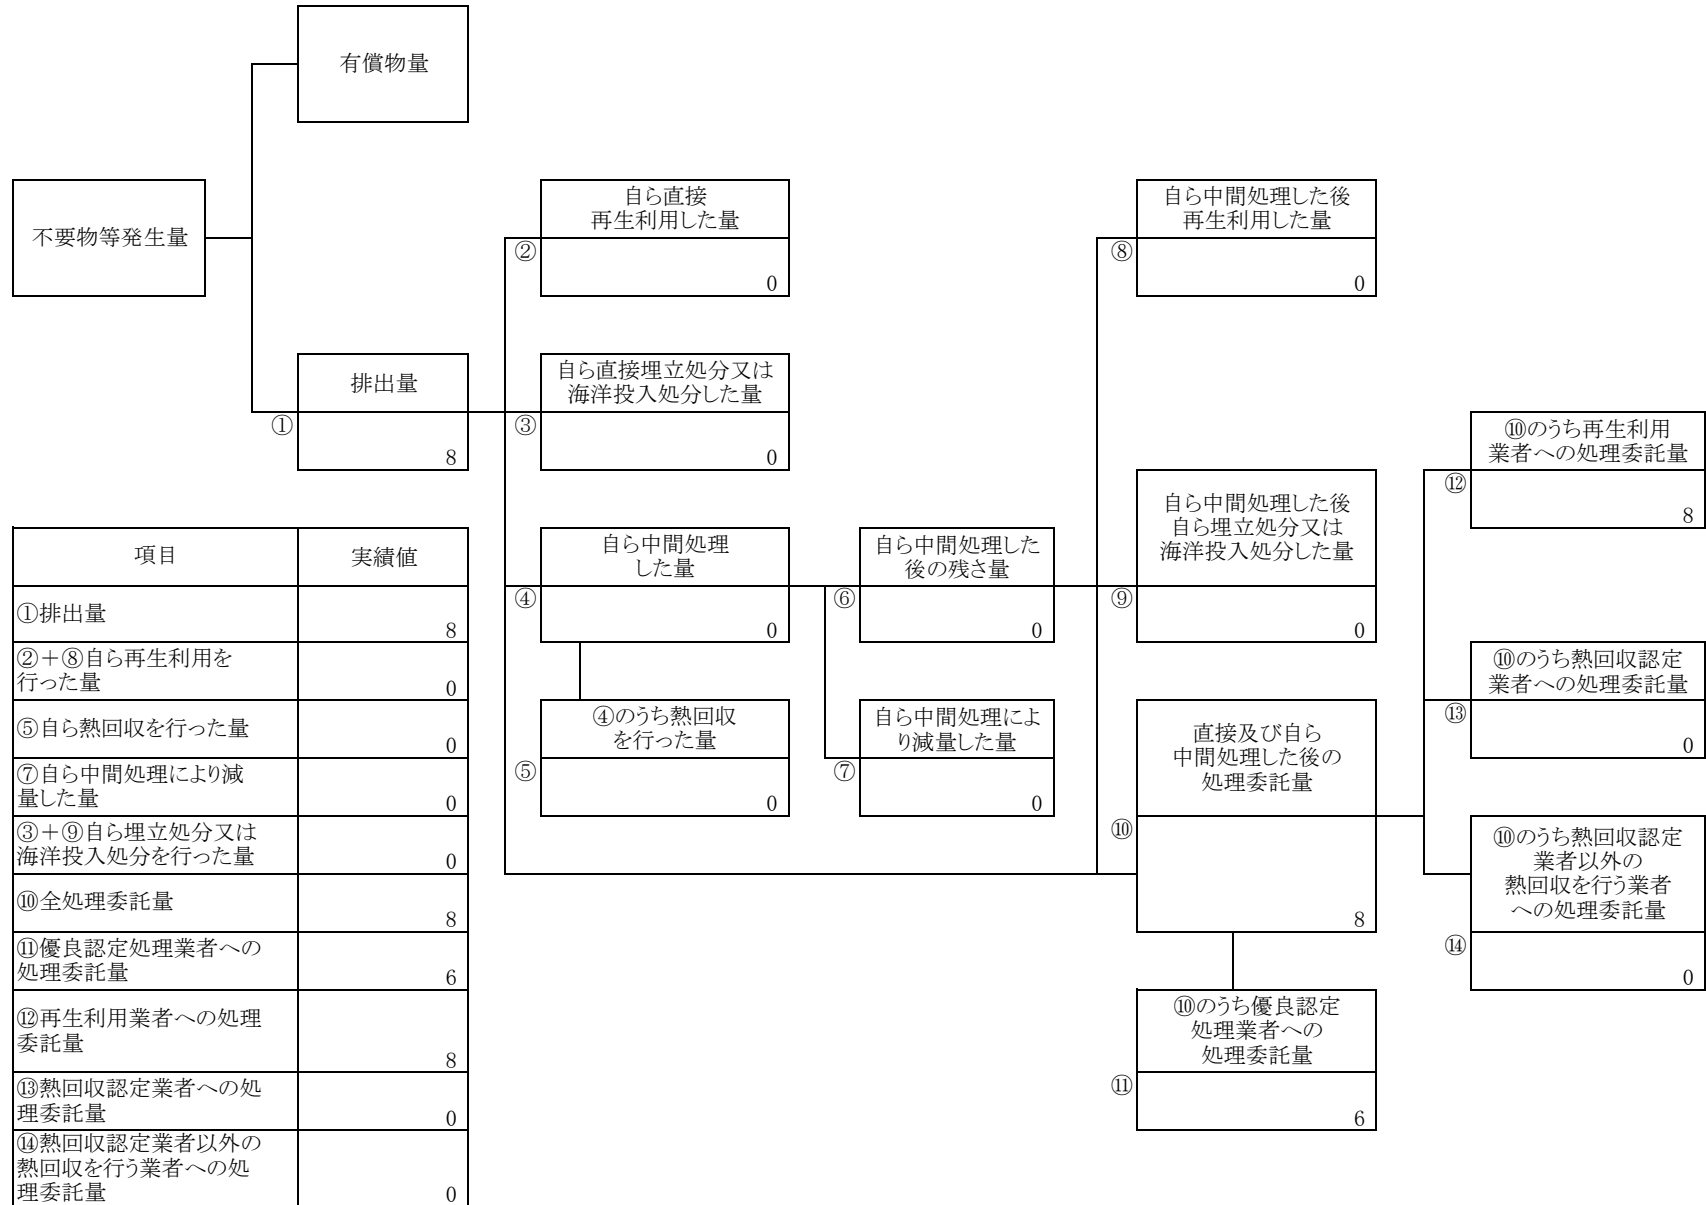 有償物量
不要物等発生量
自ら直接
再生利用した量
②
0
自ら中間処理した後
再生利用した量
⑧
0
排出量
①
8
自ら直接埋立処分又は
海洋投入処分した量
③
0
⑩のうち再生利用
業者への処理委託量
⑫
8
自ら中間処理
した量
④
0
自ら中間処理した
後の残さ量
⑥
0
自ら中間処理した後
自ら埋立処分又は
海洋投入処分した量
⑨
0
⑩のうち熱回収認定
業者への処理委託量
⑬
0
④のうち熱回収
を行った量
⑤
0
自ら中間処理によ
り減量した量
⑦
0
直接及び自ら
中間処理した後の
処理委託量
⑩
8
⑩のうち熱回収認定
業者以外の
熱回収を行う業者
への処理委託量
⑭
0
⑩のうち優良認定
処理業者への
処理委託量
⑪
6
項目 実績値
①排出量
8
②＋⑧自ら再生利用を
行った量 0
⑤自ら熱回収を行った量
0
⑦自ら中間処理により減
量した量 0
③＋⑨自ら埋立処分又は
海洋投入処分を行った量 0
⑩全処理委託量
8
⑪優良認定処理業者への
処理委託量 6
⑫再生利用業者への処理
委託量
8
⑬熱回収認定業者への処
理委託量 0
⑭熱回収認定業者以外の
熱回収を行う業者への処
理委託量 0